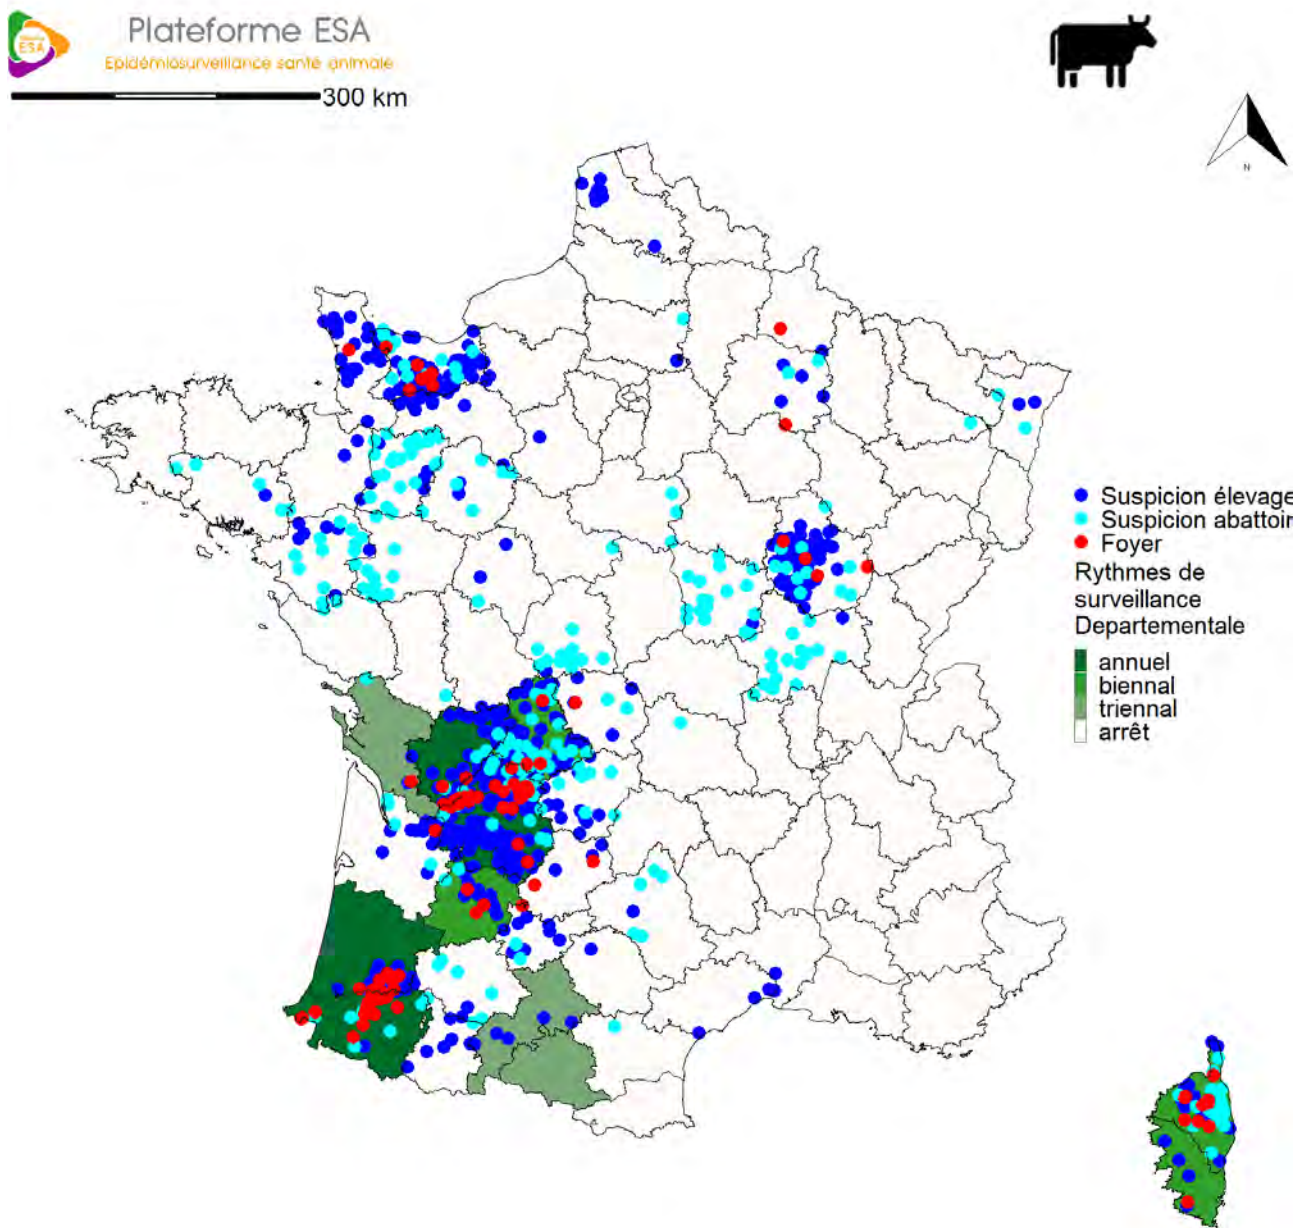 Plateforme ESA
ESA
Epidémiosurveillance santé animale
300 km
N
Suspicion élevage
Suspicion abattoir
Foyer
Rythmes de
surveillance
Departementale
annuel
biennal
triennal
arrêt